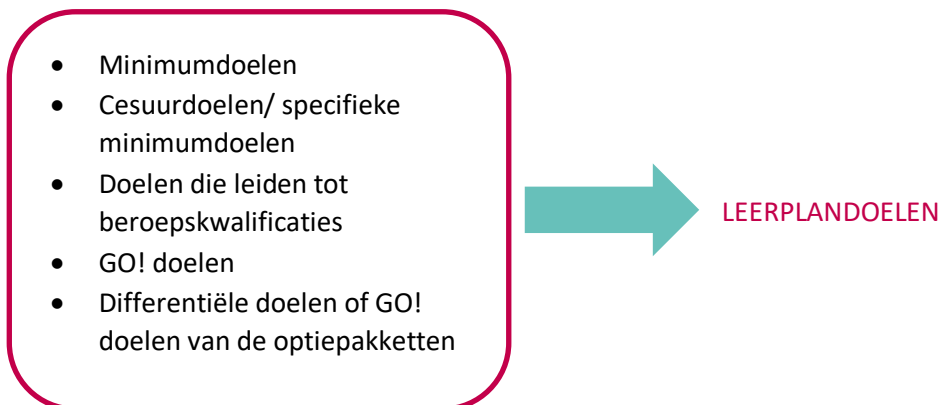 • Minimumdoelen
• Cesuurdoelen/ specifieke
minimumdoelen
• Doelen die leiden tot
beroepskwalificaties
• GO! doelen
• Differentiële doelen of GO!
doelen van de optiepakketten
LEERPLANDOELEN